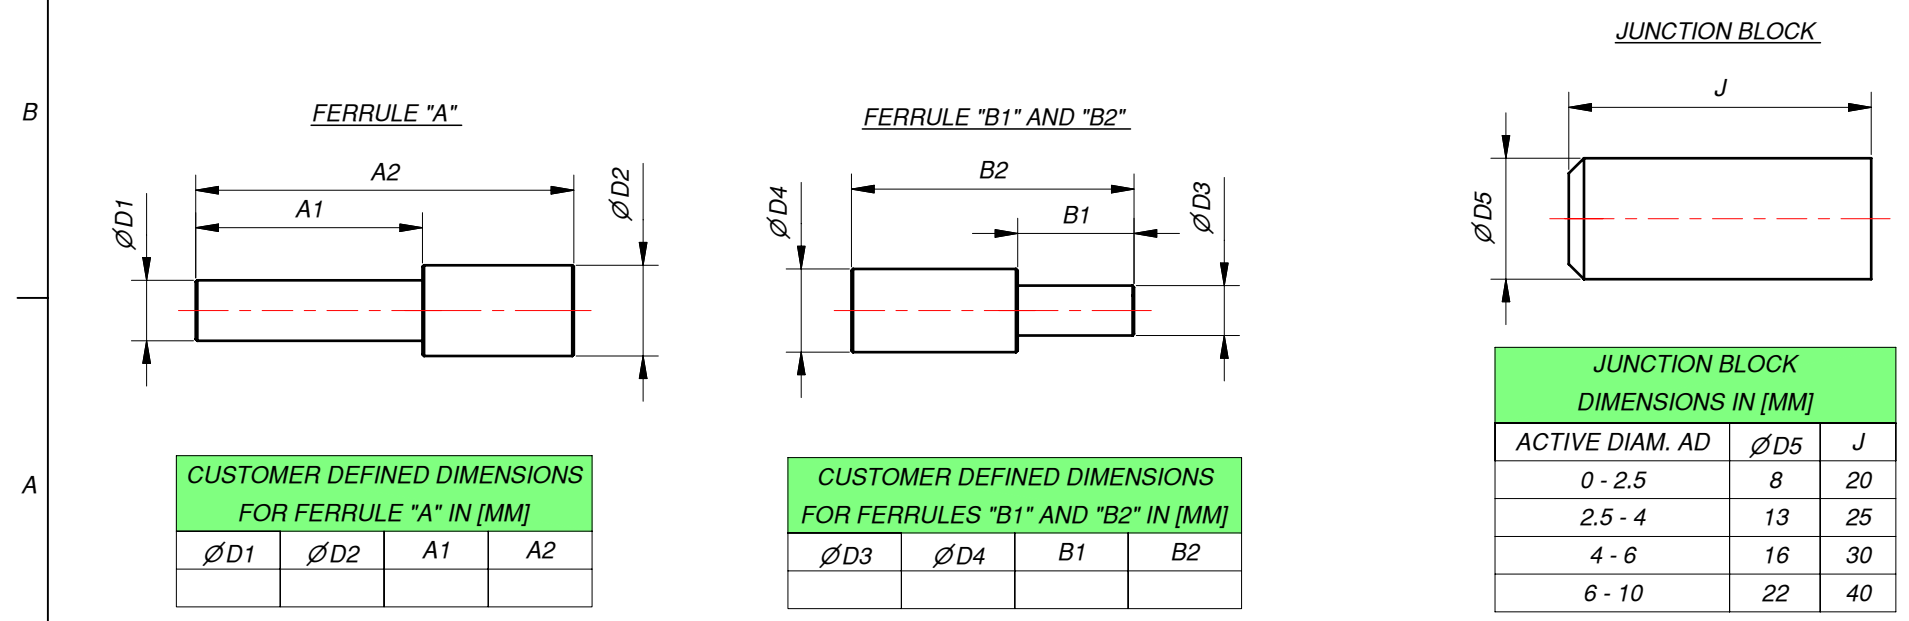 B
A
FERRULE "A"
A2
A1
ØD1
ØD2
CUSTOMER DEFINED DIMENSIONS
FOR FERRULE "A" IN [MM]
ØD1 ØD2 A1 A2
FERRULE "B1" AND "B2"
B2
B1
ØD4
ØD3
CUSTOMER DEFINED DIMENSIONS
FOR FERRULES "B1" AND "B2" IN [MM]
ØD3 ØD4 B1 B2
JUNCTION BLOCK
J
ØD5
JUNCTION BLOCK
DIMENSIONS IN [MM]
ACTIVE DIAM. AD ØD5 J
0 - 2.5 8 20
2.5 - 4 13 25
4 - 6 16 30
6 - 10 22 40